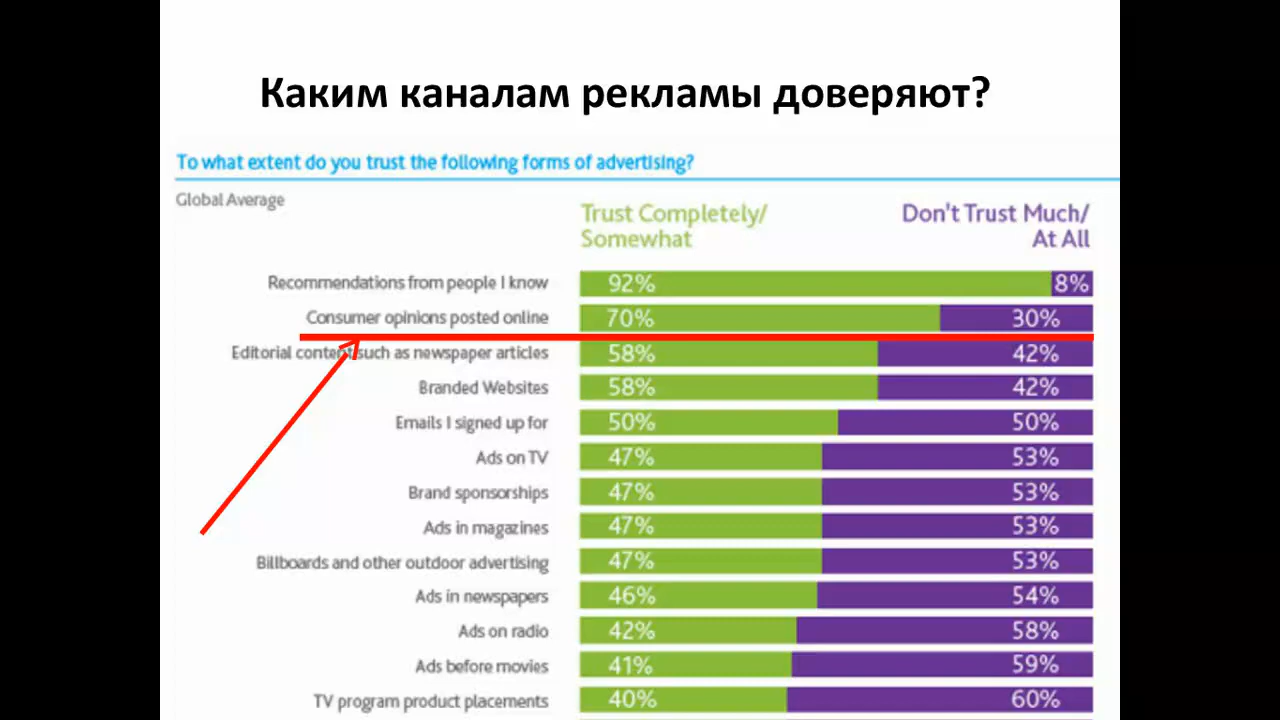 Каким каналам рекламы доверяют?
To what extent do you trust the following forms of advertising?
Global Average
Trust Completely/
Somewhat
Don't Trust Much/
At All
Recommendations from people I know 92% 8%
Consumer opinions posted online 70% 30%
Editorial content such as newspaper articles 58% 42%
Branded Websites 58% 42%
Emails I signed up for 50% 50%
Ads on TV 47% 53%
Brand sponsorships 47% 53%
Ads in magazines 47% 53%
Billboards and other outdoor advertising 47% 53%
Ads in newspapers 46% 54%
Ads on radio 42% 58%
Ads before movies 41% 59%
TV program product placements 40% 60%